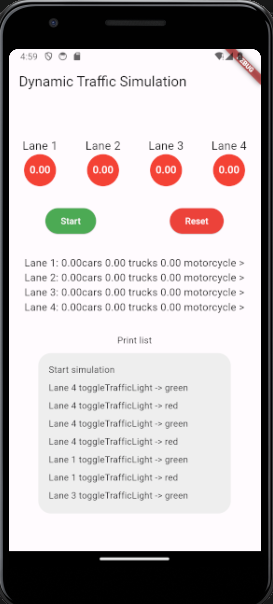 4:59
DEBUG
Dynamic Traffic Simulation
Lane 1 Lane 2 Lane 3 Lane 4
0.00 0.00 0.00 0.00
Start Reset
Lane 1: 0.00cars 0.00 trucks 0.00 motorcycle >
Lane 2: 0.00cars 0.00 trucks 0.00 motorcycle >
Lane 3: 0.00cars 0.00 trucks 0.00 motorcycle >
Lane 4: 0.00cars 0.00 trucks 0.00 motorcycle >
Print list
Start simulation
Lane 4 toggleTrafficLight -> green
Lane 4 toggleTrafficLight -> red
Lane 4 toggleTrafficLight -> green
Lane 4 toggleTrafficLight -> red
Lane 1 toggleTrafficLight -> green
Lane 1 toggleTrafficLight -> red
Lane 3 toggleTrafficLight -> green